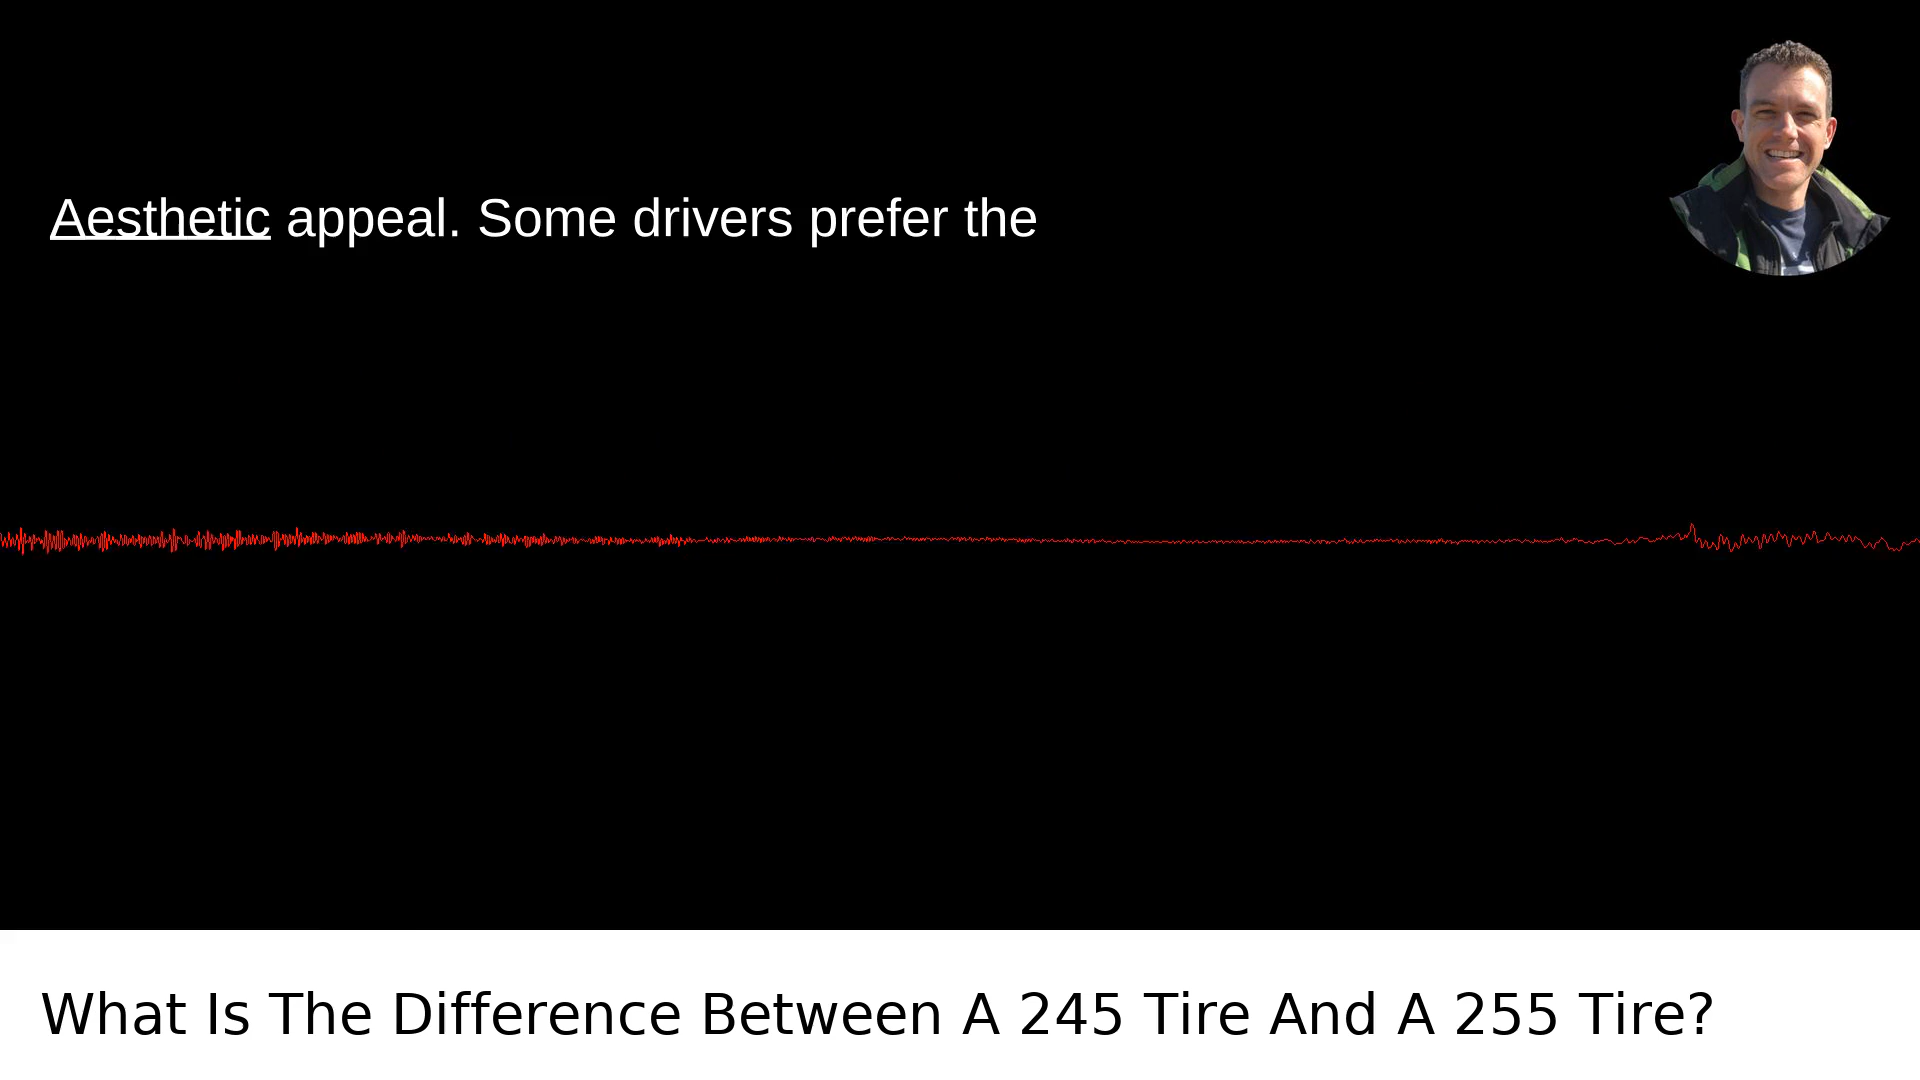 Aesthetic appeal. Some drivers prefer the
What Is The Difference Between A 245 Tire And A 255 Tire?